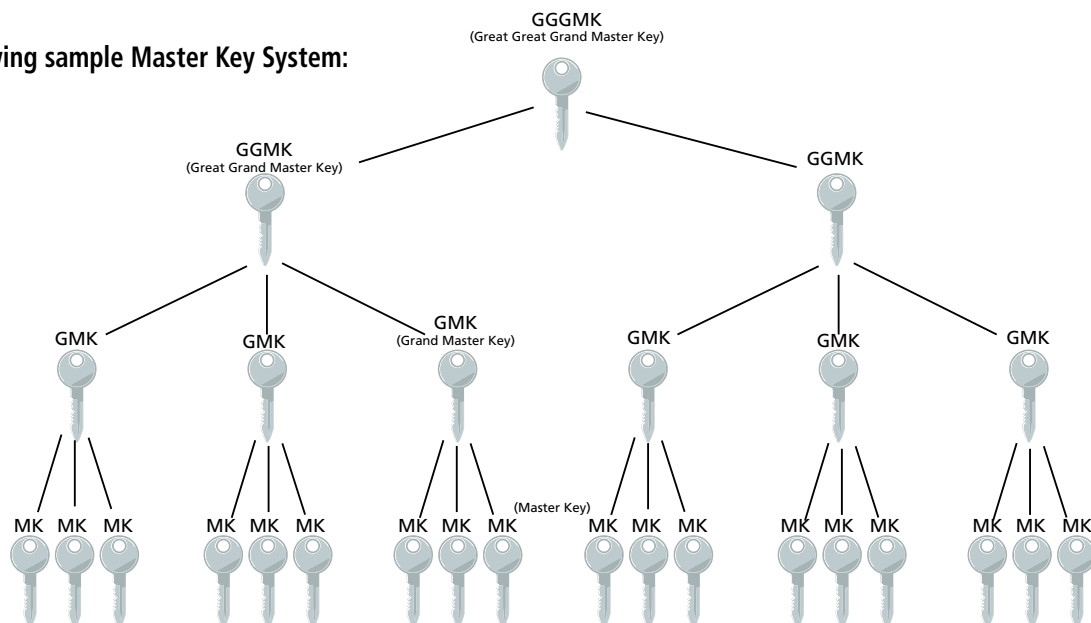 GGGMK
(Great Great Grand Master Key)
sample Master Key System:
GGMK
(Great Grand Master Key)
GGMK
GMK
GMK
GMK
(Grand Master Key)
GMK
GMK
GMK
(Master Key)
MK MK MK MK MK MK MK MK MK MK MK MK MK MK MK MK MK MK